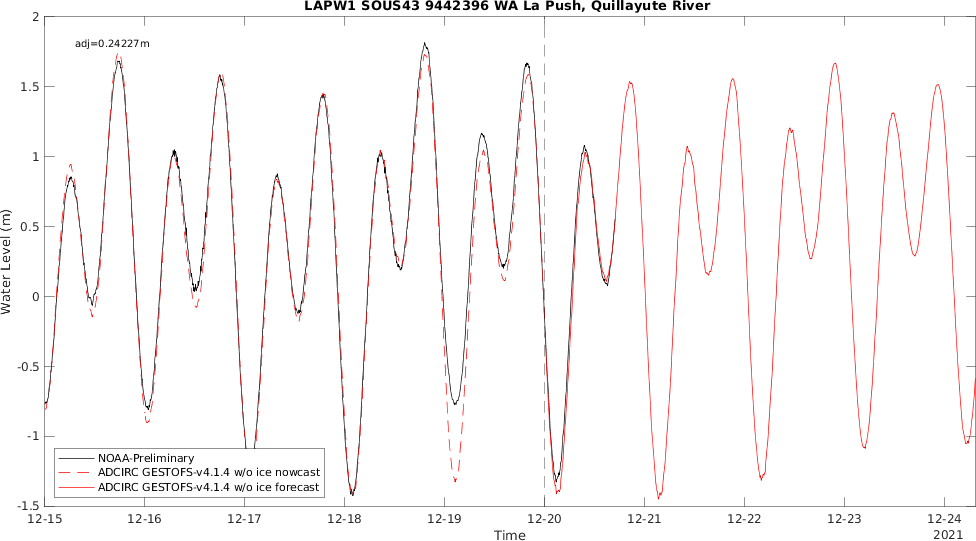 LAPW1 SOUS43 9442396 WA La Push, Quillayute River
adj=0.24227m
2
1.5
1
0.5
0
-0.5
-1
-1.5
Water Level (m)
NOAA-Preliminary
ADCIRC GESTOFS-v4.1.4 w/o ice nowcast
ADCIRC GESTOFS-v4.1.4 w/o ice forecast
12-15 12-16 12-17 12-18 12-19 12-20 12-21 12-22 12-23 12-24
Time
2021